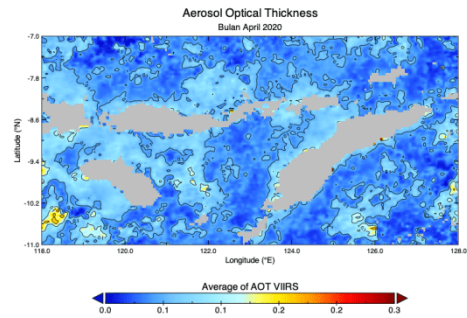 Aerosol Optical Thickness
Bulan April 2020
-7.0
-7.8
-8.6
-9.4
-10.2
-11.0
Latitude (°N)
118.0 120.0 122.0 124.0 126.0 128.0
Longitude (°E)
Average of AOT VIIRS
0.0 0.1 0.1 0.2 0.2 0.3